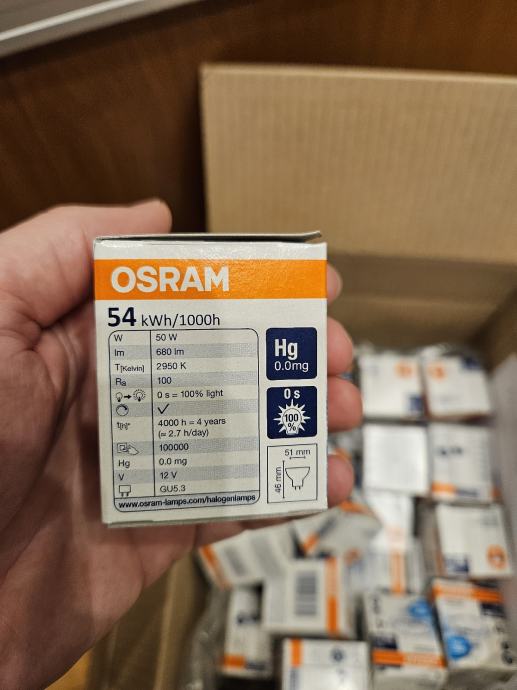 OSRAM
54 kWh/1000h
W 50 W
lm 680 lm
T[Kelvin] 2950 K
Ra 100
0 s = 100% light
4000 h = 4 years
(≈ 2.7 h/day)
100000
Hg 0.0 mg
V 12 V
GU5.3
www.osram-lamps.com/halogenlamps
Hg
0.0mg
0 s
100
%
51 mm
46 mm